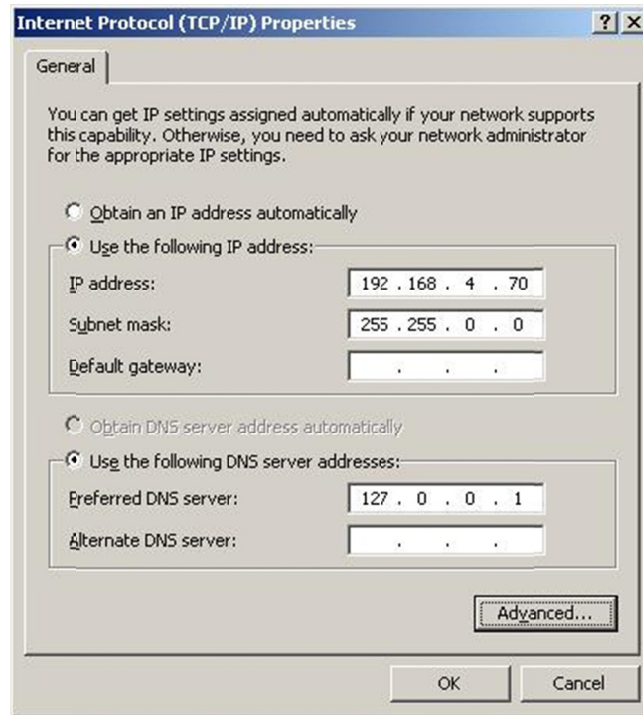 Internet Protocol (TCP/IP) Properties
General
You can get IP settings assigned automatically if your network supports
this capability. Otherwise, you need to ask your network administrator
for the appropriate IP settings.
Obtain an IP address automatically
Use the following IP address:
IP address: 192 . 168 . 4 . 70
Subnet mask: 255 . 255 . 0 . 0
Default gateway: . . .
Obtain DNS server address automatically
Use the following DNS server addresses:
Preferred DNS server: 127 . 0 . 0 . 1
Alternate DNS server: . . .
Advanced...
OK Cancel